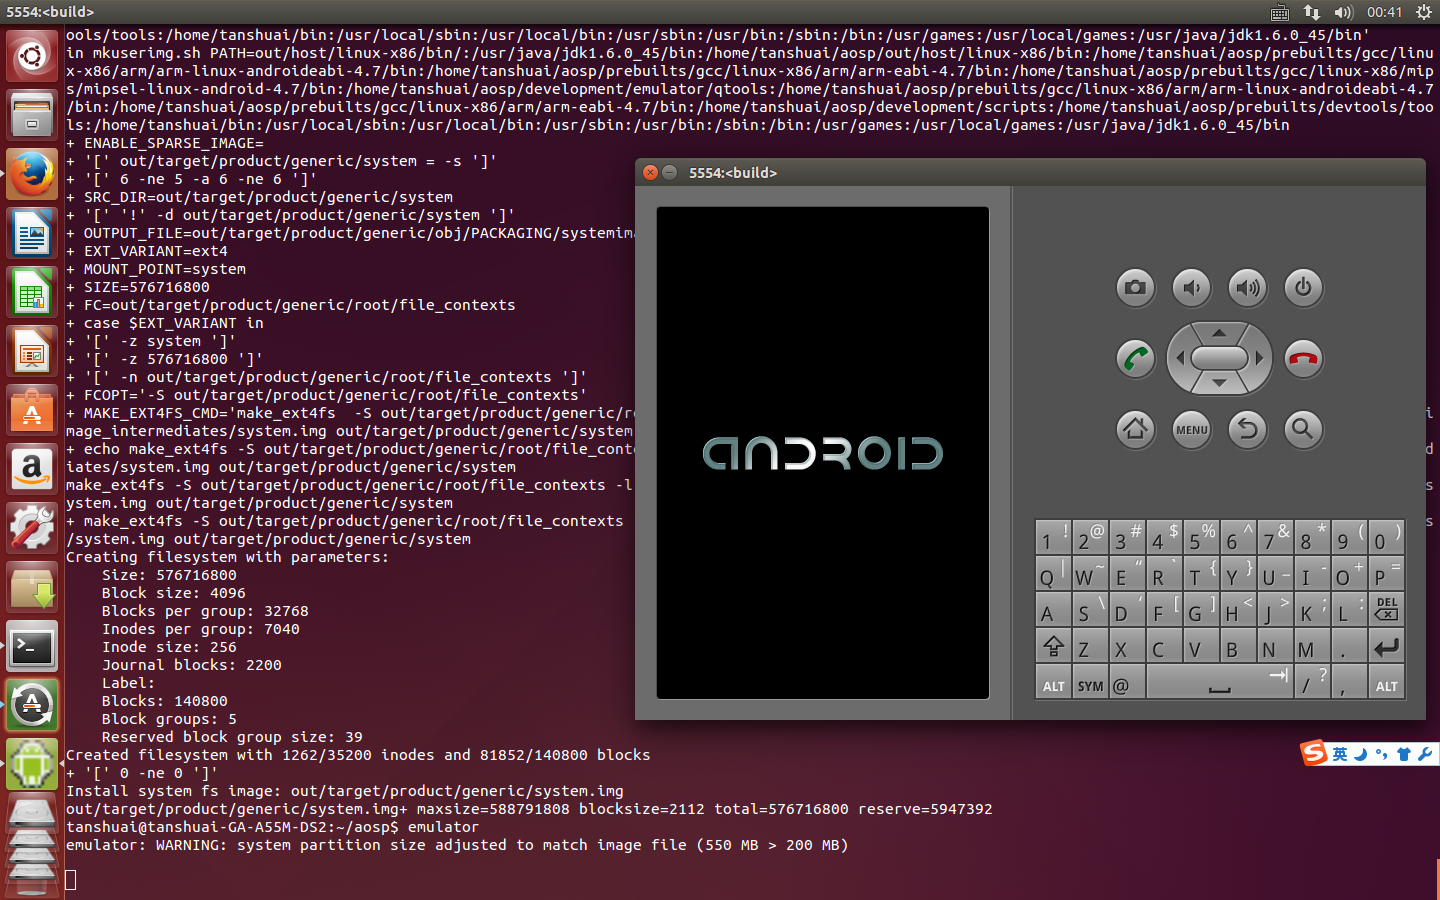 5554:<build>
00:41
ools/tools:/home/tanshuai/bin:/usr/local/sbin:/usr/local/bin:/usr/sbin:/usr/bin:/sbin:/bin:/usr/games:/usr/local/games:/usr/java/jdk1.6.0_45/bin'
in mkuserimg.sh PATH=out/host/linux-x86/bin/:/usr/java/jdk1.6.0_45/bin:/home/tanshuai/aosp/out/host/linux-x86/bin:/home/tanshuai/aosp/prebuilts/gcc/linu
x-x86/arm/arm-linux-androideabi-4.7/bin:/home/tanshuai/aosp/prebuilts/gcc/linux-x86/arm/arm-eabi-4.7/bin:/home/tanshuai/aosp/prebuilts/gcc/linux-x86/mip
s/mipsel-linux-android-4.7/bin:/home/tanshuai/aosp/development/emulator/qtools:/home/tanshuai/aosp/prebuilts/gcc/linux-x86/arm/arm-linux-androideabi-4.7
/bin:/home/tanshuai/aosp/prebuilts/gcc/linux-x86/arm/arm-eabi-4.7/bin:/home/tanshuai/aosp/development/scripts:/home/tanshuai/aosp/prebuilts/devtools/too
ls:/home/tanshuai/bin:/usr/local/sbin:/usr/local/bin:/usr/sbin:/usr/bin:/sbin:/bin:/usr/games:/usr/local/games:/usr/java/jdk1.6.0_45/bin
+ ENABLE_SPARSE_IMAGE=
+ '[' out/target/product/generic/system = -s ']'
+ '[' 6 -ne 5 -a 6 -ne 6 ']'
+ SRC_DIR=out/target/product/generic/system
+ '[' '!' -d out/target/product/generic/system ']'
+ OUTPUT_FILE=out/target/product/generic/obj/PACKAGING/systemima
+ EXT_VARIANT=ext4
+ MOUNT_POINT=system
+ SIZE=576716800
+ FC=out/target/product/generic/root/file_contexts
+ case $EXT_VARIANT in
+ '[' -z system ']'
+ '[' -z 576716800 ']'
+ '[' -n out/target/product/generic/root/file_contexts ']'
+ FCOPT='-S out/target/product/generic/root/file_contexts'
+ MAKE_EXT4FS_CMD='make_ext4fs  -S out/target/product/generic/ro i
mage_intermediates/system.img out/target/product/generic/system
+ echo make_ext4fs -S out/target/product/generic/root/file_conte d
iates/system.img out/target/product/generic/system
make_ext4fs -S out/target/product/generic/root/file_contexts -l s
ystem.img out/target/product/generic/system
+ make_ext4fs -S out/target/product/generic/root/file_contexts s
/system.img out/target/product/generic/system
Creating filesystem with parameters:
    Size: 576716800
    Block size: 4096
    Blocks per group: 32768
    Inodes per group: 7040
    Inode size: 256
    Journal blocks: 2200
    Label:
    Blocks: 140800
    Block groups: 5
    Reserved block group size: 39
Created filesystem with 1262/35200 inodes and 81852/140800 blocks
+ '[' 0 -ne 0 ']'
Install system fs image: out/target/product/generic/system.img
out/target/product/generic/system.img+ maxsize=588791808 blocksize=2112 total=576716800 reserve=5947392
tanshuai@tanshuai-GA-A55M-DS2:~/aosp$ emulator
emulator: WARNING: system partition size adjusted to match image file (550 MB > 200 MB)
5554:<build>
ANDROID
MENU
1 ! 2 @ 3 # 4 $ 5 % 6 ^ 7 & 8 * 9 ( 0 )
Q | W ~ E “ R ` T { Y } U _ I - O + P =
A S \ D ‘ F [ G ] H < J > K ; L : DEL
Z X C V B N M .
ALT SYM @ / ? , ALT
S 英